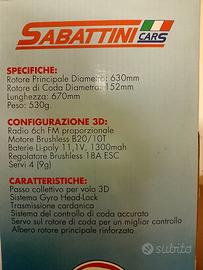 SABATTINI
CARS
SPECIFICHE:
Rotore Principale Diametro: 630mm
Rotore di Coda Diametro: 152mm
Lunghezza: 670mm
Peso: 530g.
CONFIGURAZIONE 3D:
Radio 6ch FM proporzionale
Motore Brushless B20/10T
Batterie Li-poly 11,1V, 1300mah
Regolatore Brushless 18A ESC
Servi 4 (9g)
CARATTERISTICHE:
Passo collettivo per volo 3D
Sistema Gyro Head-Lock
Trasmissione cardanica
Sistema del controllo di coda accurato
Servo sul rotore di coda per un miglior controllo
Albero rotore principale rinforzato
subito